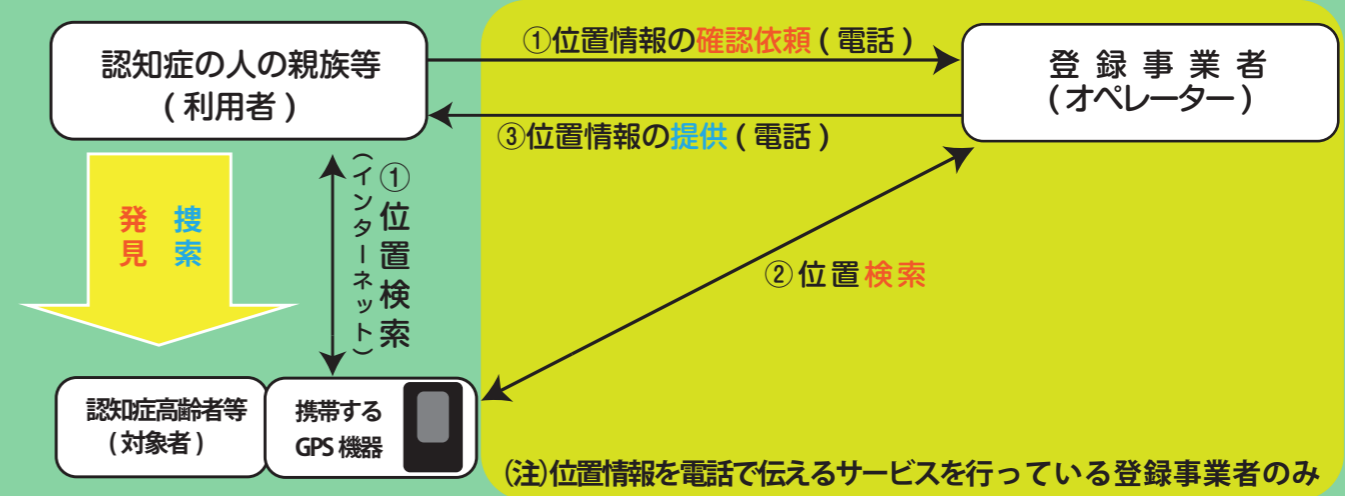 認知症の人の親族等
(利用者)
①位置情報の確認依頼(電話)
登録事業者
(オペレーター)
③位置情報の提供(電話)
発見
捜索
①位置検索
(インターネット)
②位置検索
認知症高齢者等
(対象者)
携帯する
GPS機器
(注)位置情報を電話で伝えるサービスを行っている登録事業者のみ